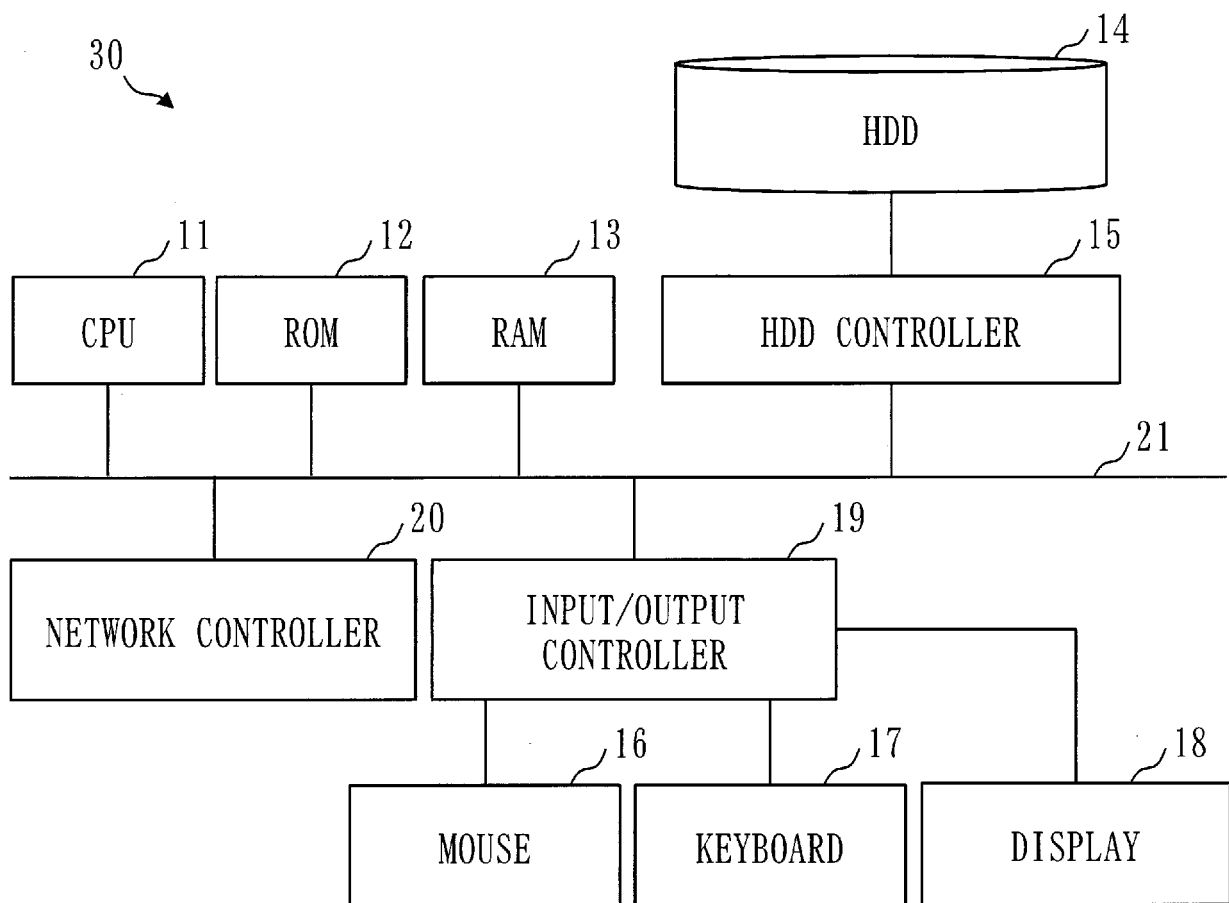 30
14
HDD
11
12
13
15
CPU
ROM
RAM
HDD CONTROLLER
21
20
19
NETWORK CONTROLLER
INPUT/OUTPUT
CONTROLLER
16
17
18
MOUSE
KEYBOARD
DISPLAY